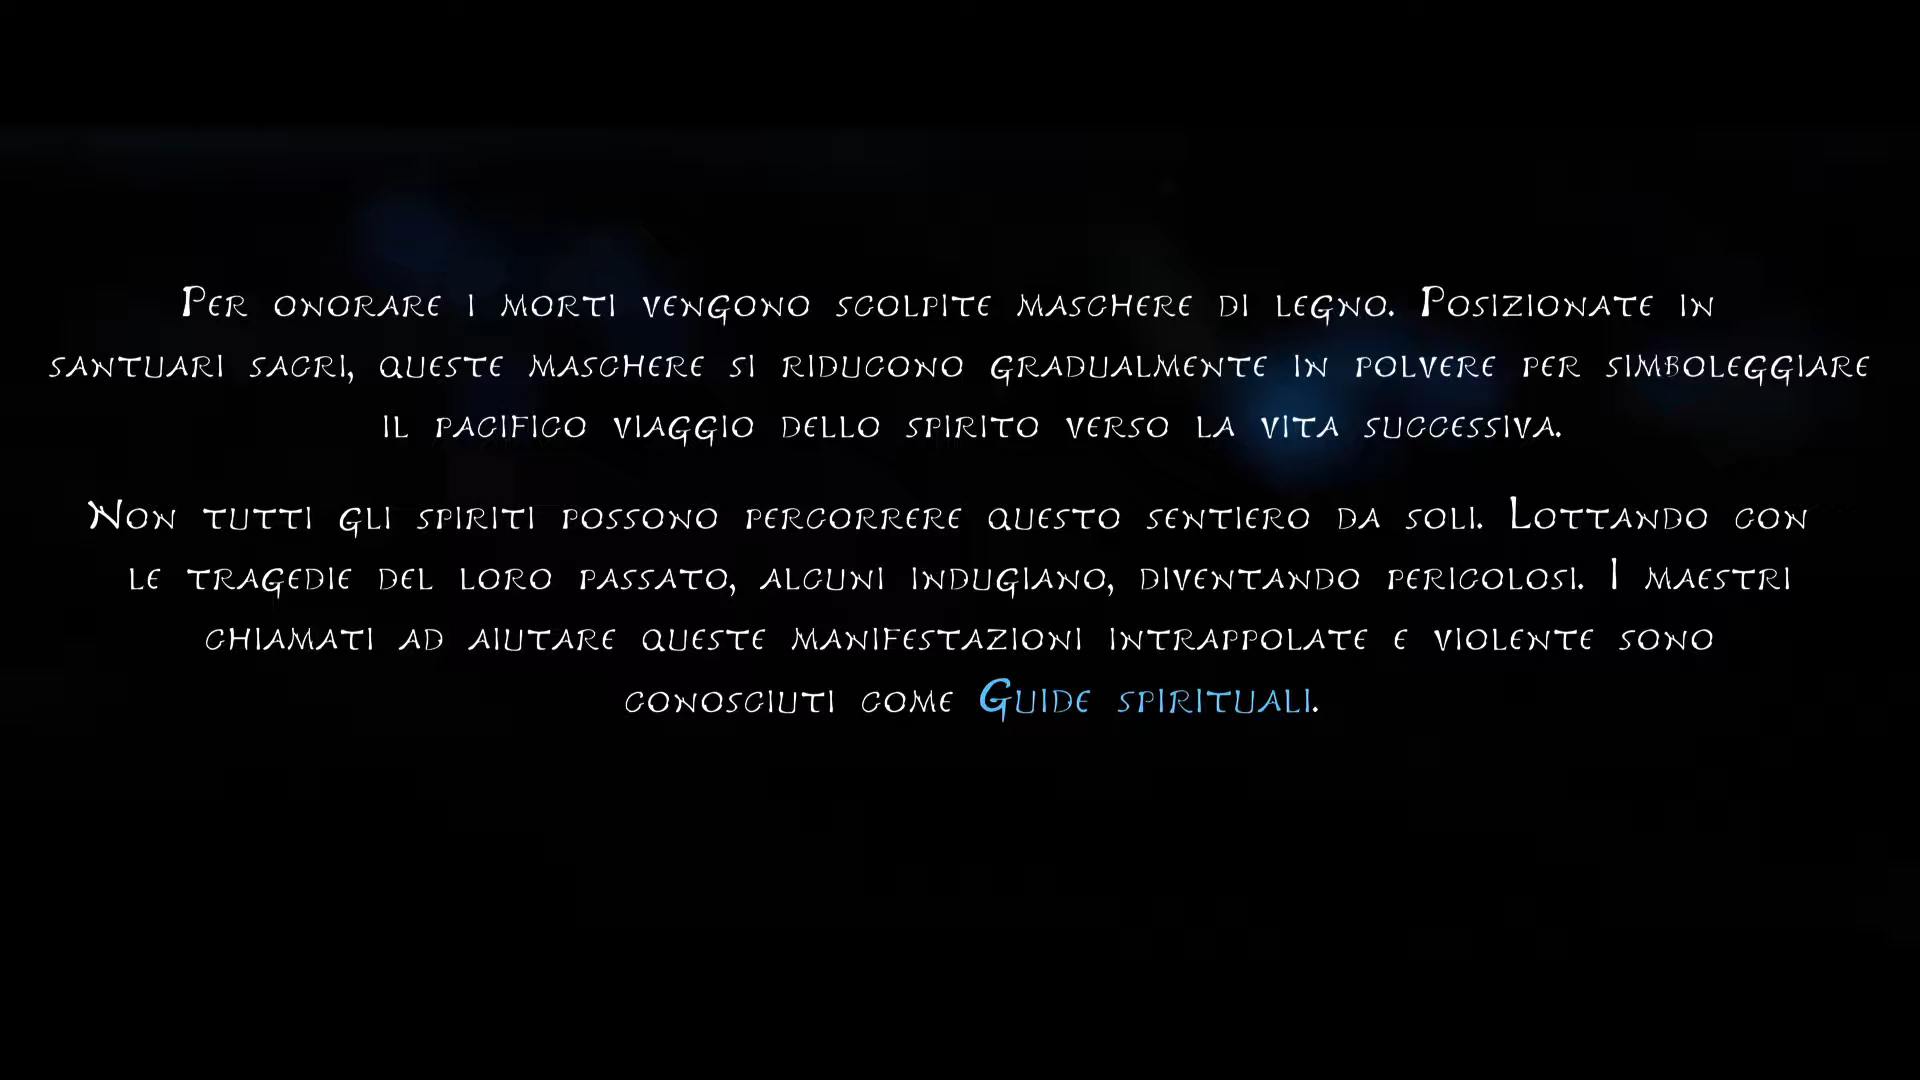 Per onorare i morti vengono scolpite maschere di legno. Posizionate in
santuari sacri, queste maschere si riducono gradualmente in polvere per simboleggiare
il pacifico viaggio dello spirito verso la vita successiva.
Non tutti gli spiriti possono percorrere questo sentiero da soli. Lottando con
le tragedie del loro passato, alcuni indugiano, diventando pericolosi. I maestri
chiamati ad aiutare queste manifestazioni intrappolate e violente sono
conosciuti come Guide spirituali.